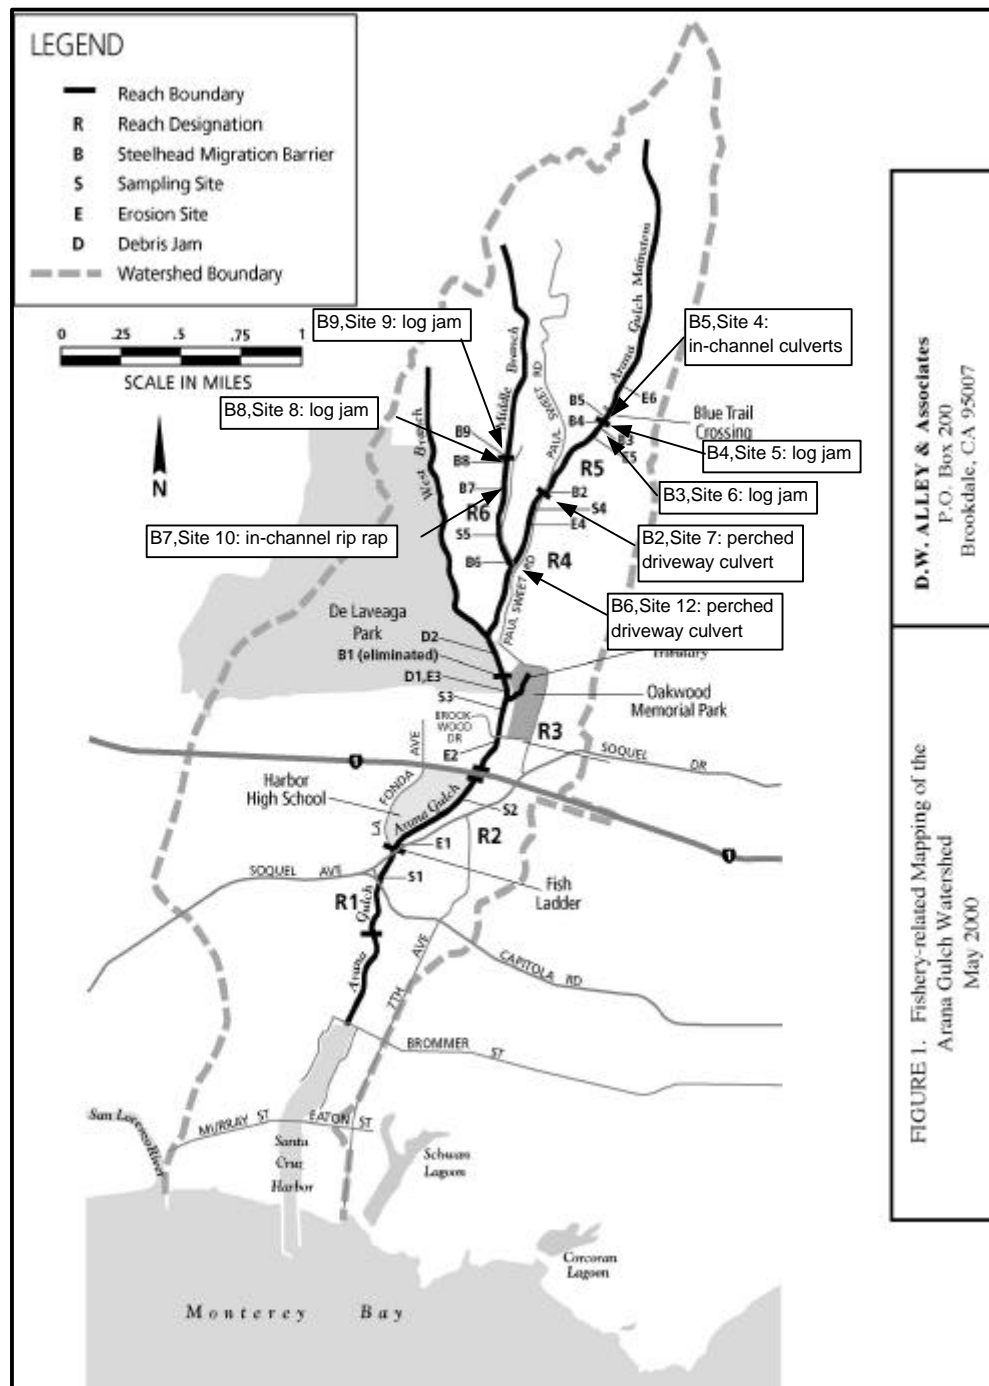 LEGEND
Reach Boundary
R Reach Designation
B Steelhead Migration Barrier
S Sampling Site
E Erosion Site
D Debris Jam
Watershed Boundary
0 .25 .5 .75 1
SCALE IN MILES
N
B9,Site 9: log jam
B8,Site 8: log jam
B7,Site 10: in-channel rip rap
B5,Site 4:
in-channel culverts
B4,Site 5: log jam
B3,Site 6: log jam
B2,Site 7: perched
driveway culvert
B6,Site 12: perched
driveway culvert
Arana Gulch Mainstem
Middle Branch
West Branch
PAUL SWEET RD
E6
B5
B4
Blue Trail
Crossing
B3
E5
R5
B9
B8
B7
B2
R6
S4
E4
S5
B6
R4
PAUL SWEET RD
De Laveaga
Park
D2
B1 (eliminated)
D1,E3
S3
Tributary
Oakwood
Memorial Park
BROOK
WOOD
DR
R3
E2
SOQUEL DR
1
Harbor
High School
LA FONDA AVE
Arana Gulch
S2
R2
E1
1
SOQUEL AVE
S1
Fish
Ladder
R1
Arana Gulch
7TH AVE
CAPITOLA RD
BROMMER ST
San Lorenzo River
MURRAY ST
EATON ST
Santa
Cruz
Harbor
Schwan
Lagoon
Corcoran
Lagoon
Monterey Bay
D.W. ALLEY & Associates
P.O. Box 200
Brookdale, CA 95007
FIGURE 1. Fishery-related Mapping of the
Arana Gulch Watershed
May 2000